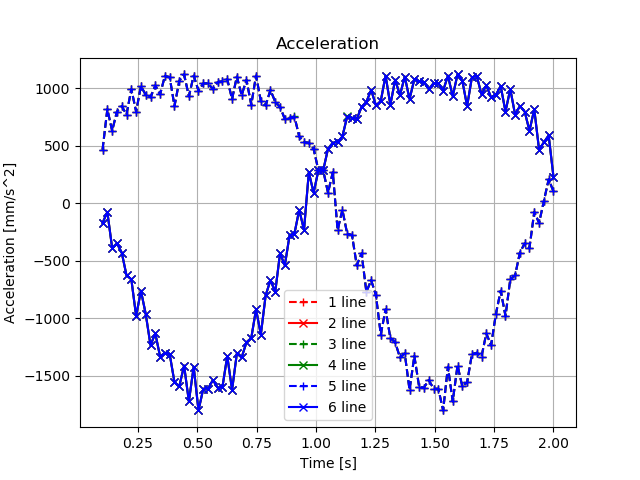 Acceleration
Acceleration [mm/s^2]
1000
500
0
−500
−1000
−1500
1 line
2 line
3 line
4 line
5 line
6 line
0.25 0.50 0.75 1.00 1.25 1.50 1.75 2.00
Time [s]